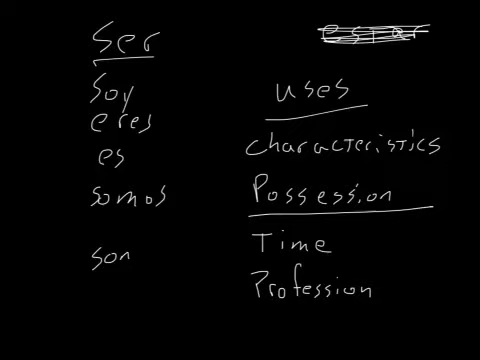 Ser
soy
eres
es
somos
son
estar
uses
characteristics
Possession
Time
Profession